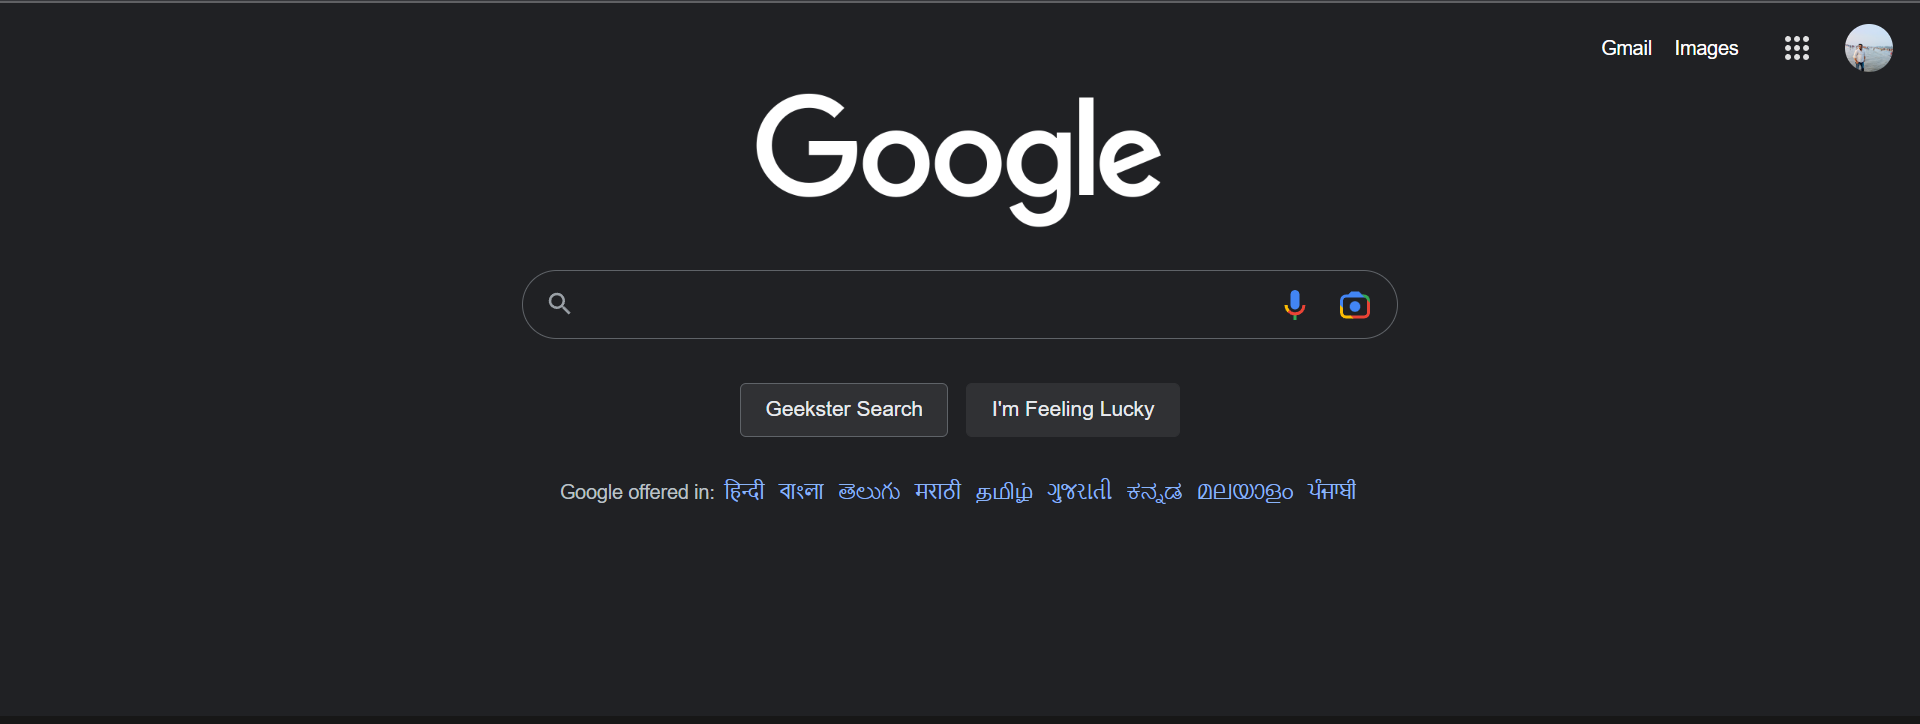 Gmail Images
Google
Geekster Search I'm Feeling Lucky
Google offered in: हिन्दी বাংলা తెలుగు मराठी தமிழ் ગુજરાતી ಕನ್ನಡ മലയാളം ਪੰਜਾਬੀ